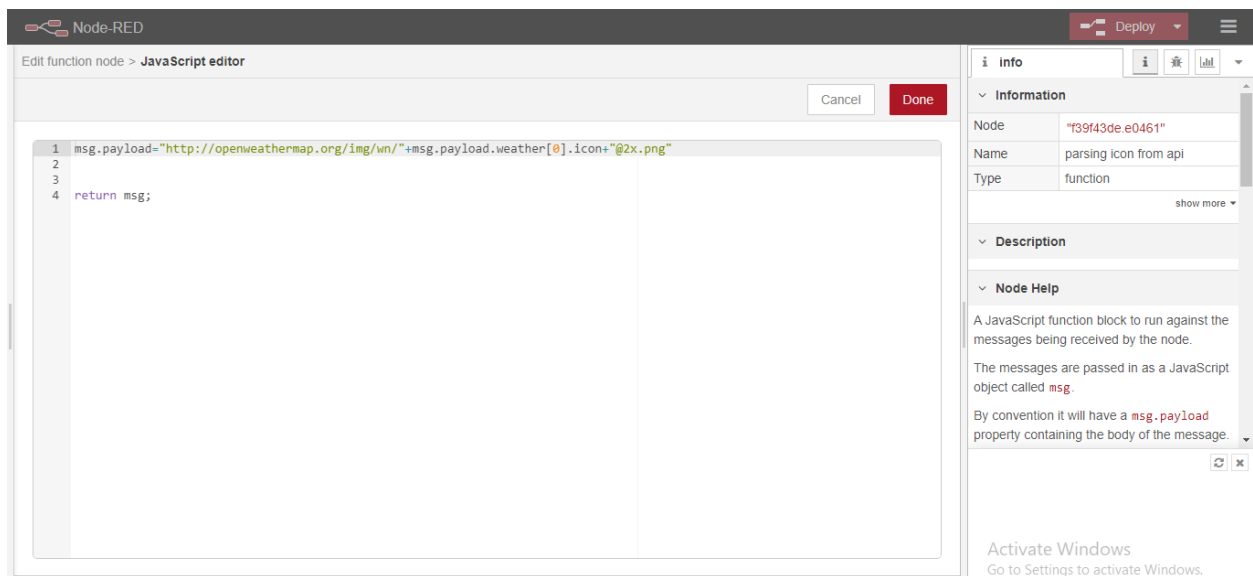 Node-RED
Deploy
Edit function node > JavaScript editor
Cancel
Done
1 msg.payload="http://openweathermap.org/img/wn/"+msg.payload.weather[0].icon+"@2x.png"
2
3
4 return msg;
i info
i
Information
Node "f39f43de.e0461"
Name parsing icon from api
Type function
show more
Description
Node Help
A JavaScript function block to run against the
messages being received by the node.
The messages are passed in as a JavaScript
object called msg.
By convention it will have a msg.payload
property containing the body of the message.
Activate Windows
Go to Settings to activate Windows.